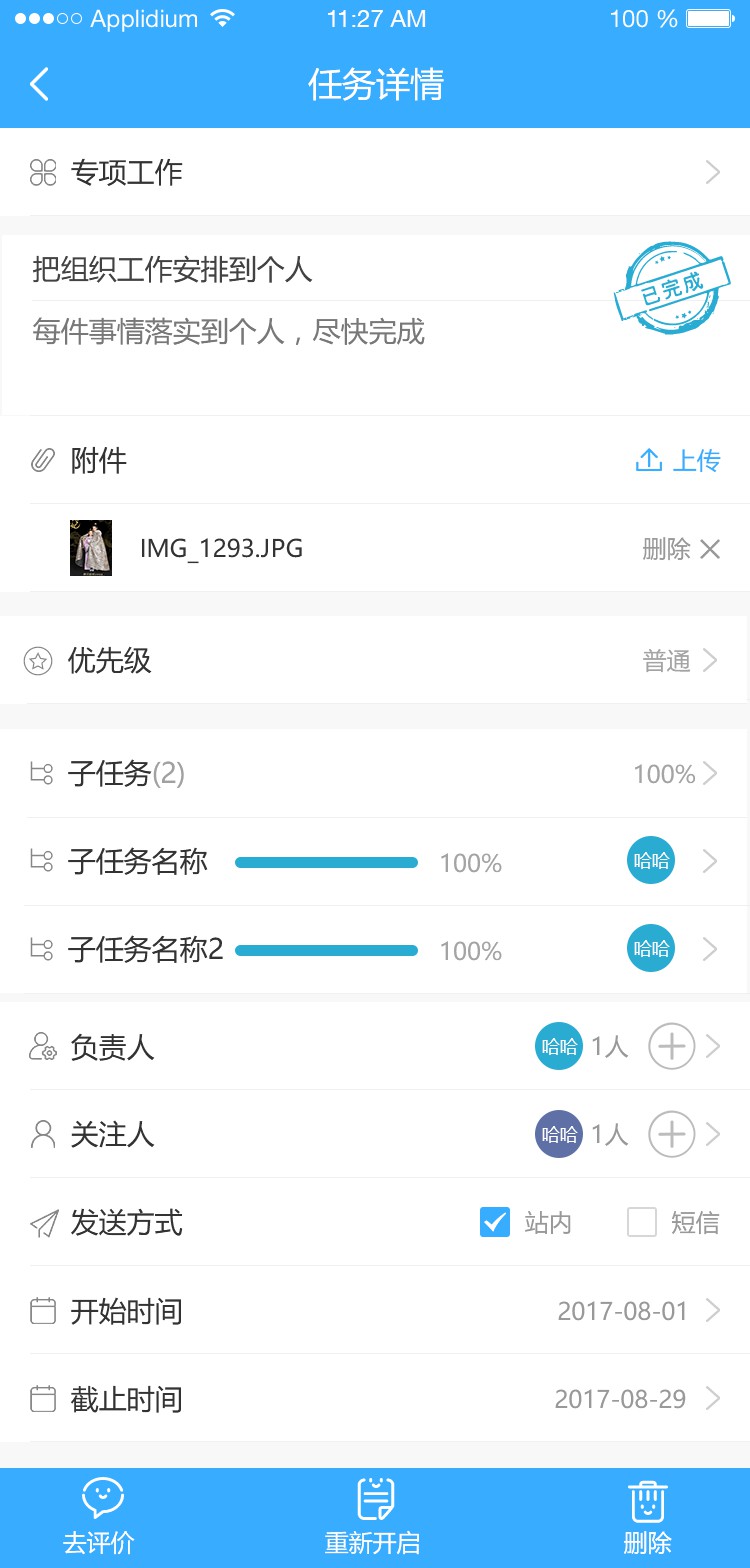 Applidium 11:27 AM 100 %
任务详情
专项工作
把组织工作安排到个人
已完成
每件事情落实到个人，尽快完成
附件 上传
IMG_1293.JPG 删除
优先级 普通
子任务(2) 100%
子任务名称 100% 哈哈
子任务名称2 100% 哈哈
负责人 哈哈 1人
关注人 哈哈 1人
发送方式 站内 短信
开始时间 2017-08-01
截止时间 2017-08-29
去评价 重新开启 删除